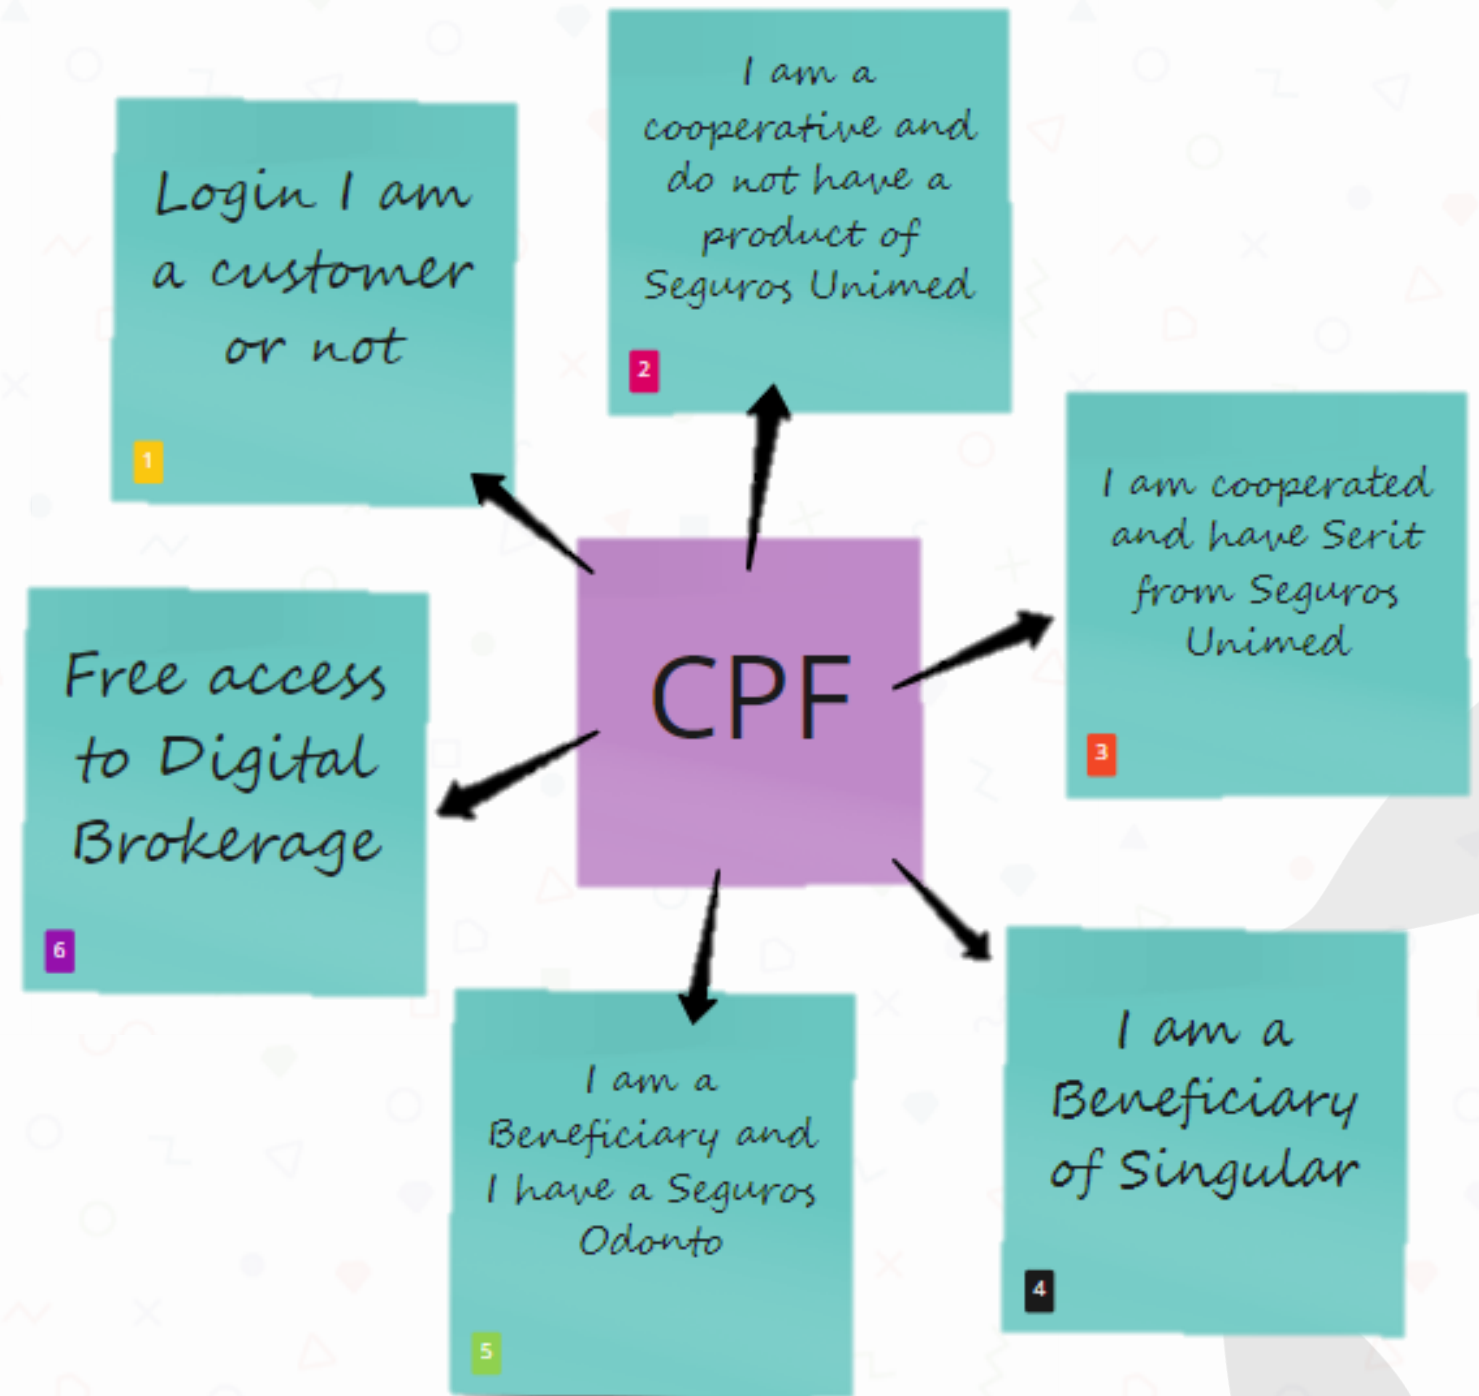 Login I am
a customer
or not
1
I am a
cooperative and
do not have a
product of
Seguros Unimed
2
I am cooperated
and have Serit
from Seguros
Unimed
3
I am a
Beneficiary
of Singular
4
I am a
Beneficiary and
I have a Seguros
Odonto
5
Free access
to Digital
Brokerage
6
CPF